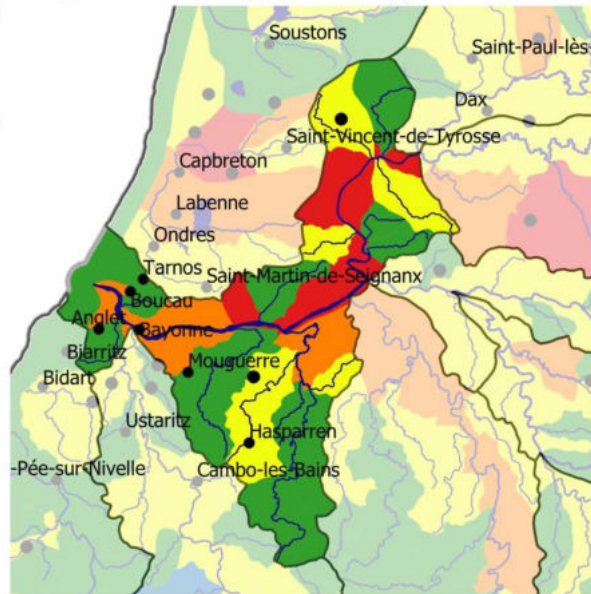 Soustons
Saint-Paul-lès-
Dax
Saint-Vincent-de-Tyrosse
Capbreton
Labenne
Ondres
Tarnos
Saint-Martin-de-Seignanx
Boucau
Anglet
Bayonne
Biarritz
Mouguerre
Bidart
Ustaritz
Hasparren
-Pée-sur-Nivelle
Cambo-les-Bains